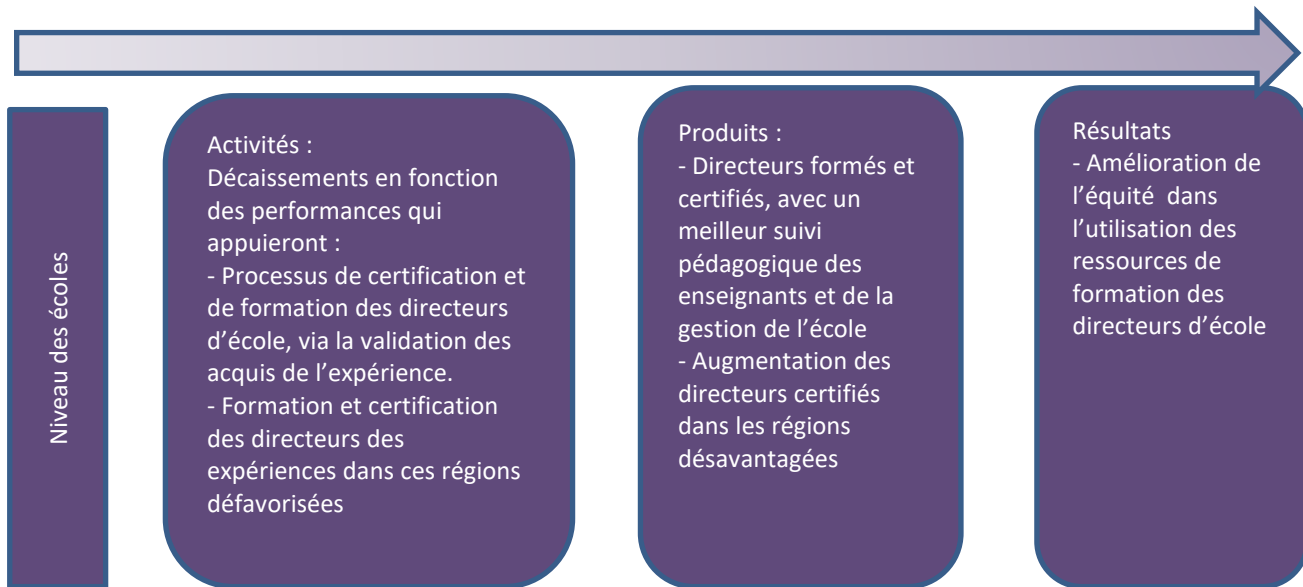 Niveau des écoles
Activités :
Décaissements en fonction
des performances qui
appuieront :
- Processus de certification et
de formation des directeurs
d’école, via la validation des
acquis de l’expérience.
- Formation et certification
des directeurs des
expériences dans ces régions
défavorisées
Produits :
- Directeurs formés et
certifiés, avec un
meilleur suivi
pédagogique des
enseignants et de la
gestion de l’école
- Augmentation des
directeurs certifiés
dans les régions
désavantagées
Résultats
- Amélioration de
l’équité  dans
l’utilisation des
ressources de
formation des
directeurs d’école